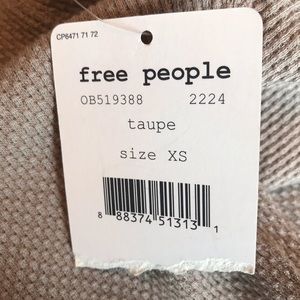 CP6471 71 72
free people
OB519388 2224
taupe
size XS
8 88374 51313 1